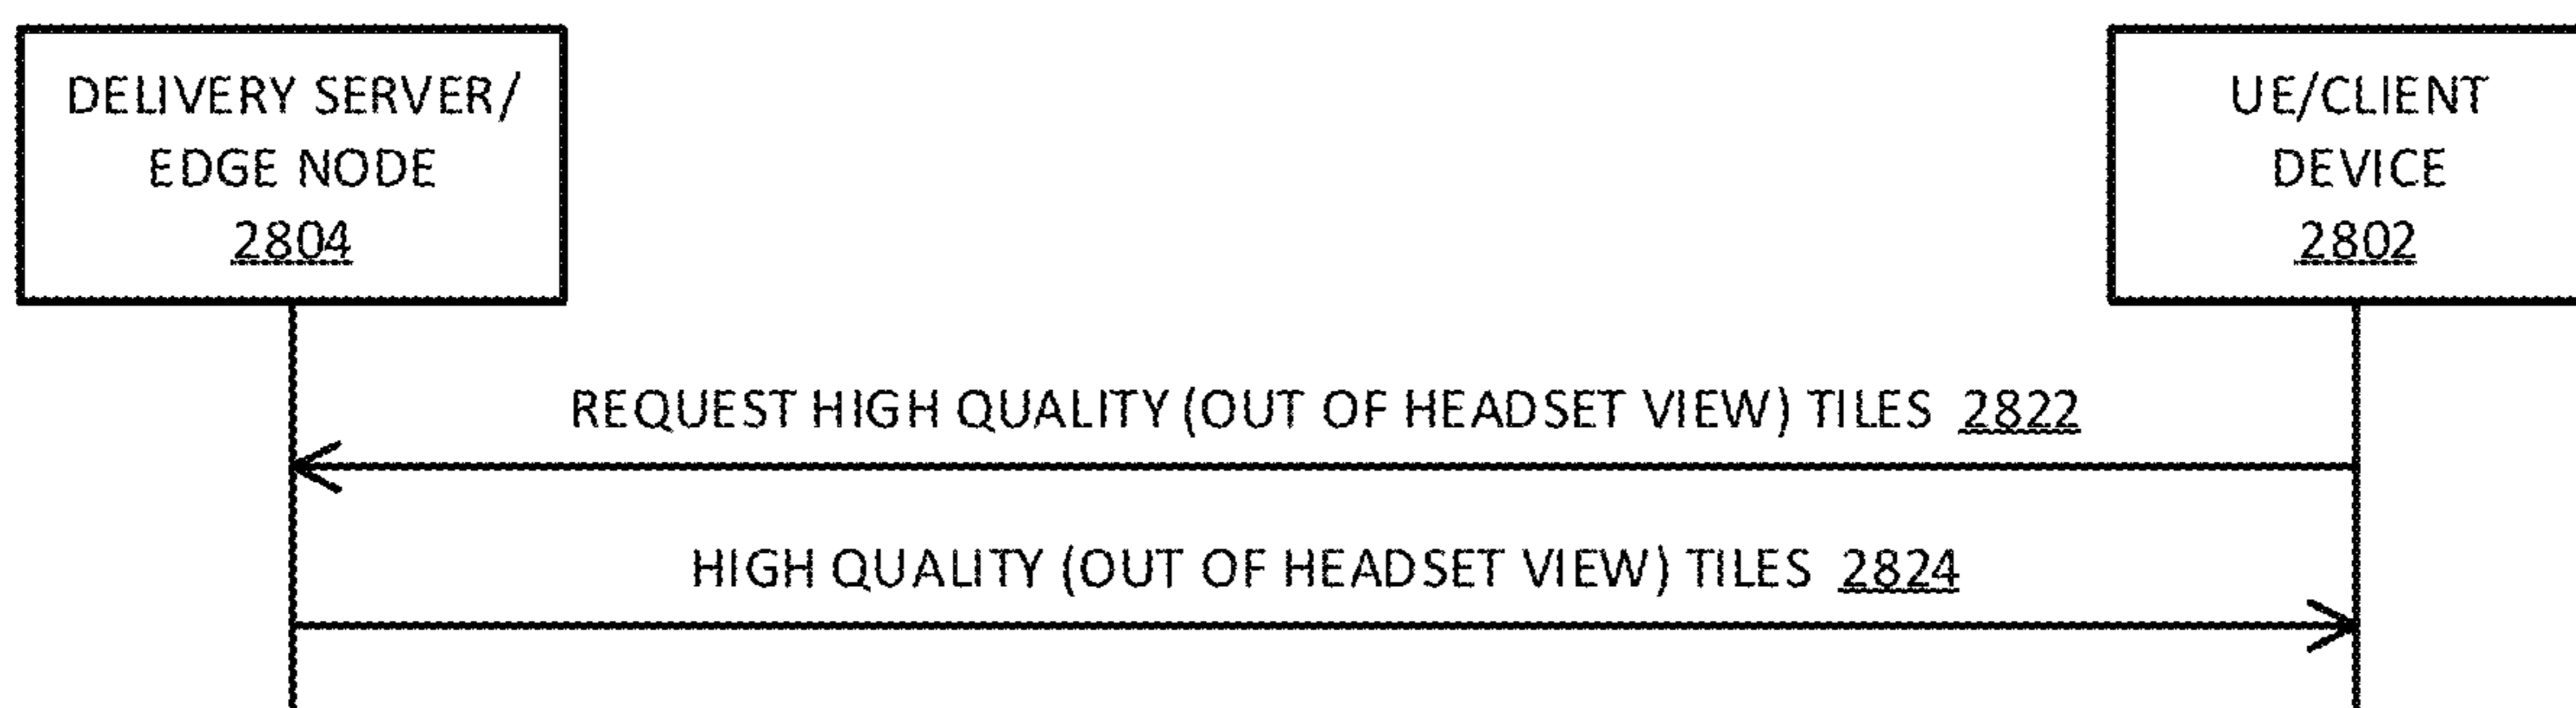 DELIVERY SERVER/
EDGE NODE
2804
UE/CLIENT
DEVICE
2802
REQUEST HIGH QUALITY (OUT OF HEADSET VIEW) TILES 2822
HIGH QUALITY (OUT OF HEADSET VIEW) TILES 2824